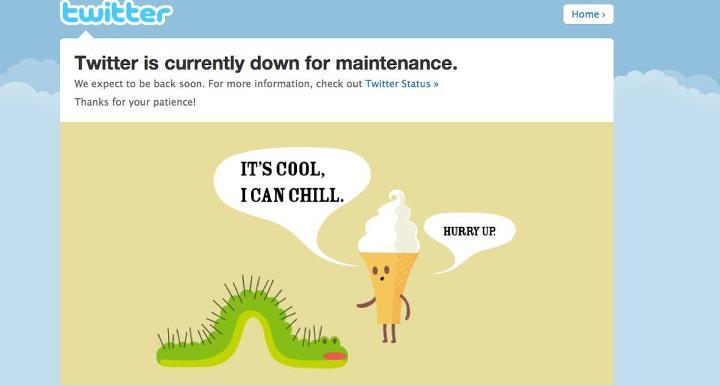 twitter
Home ›
Twitter is currently down for maintenance.
We expect to be back soon. For more information, check out Twitter Status »
Thanks for your patience!
IT'S COOL,
I CAN CHILL.
HURRY UP.